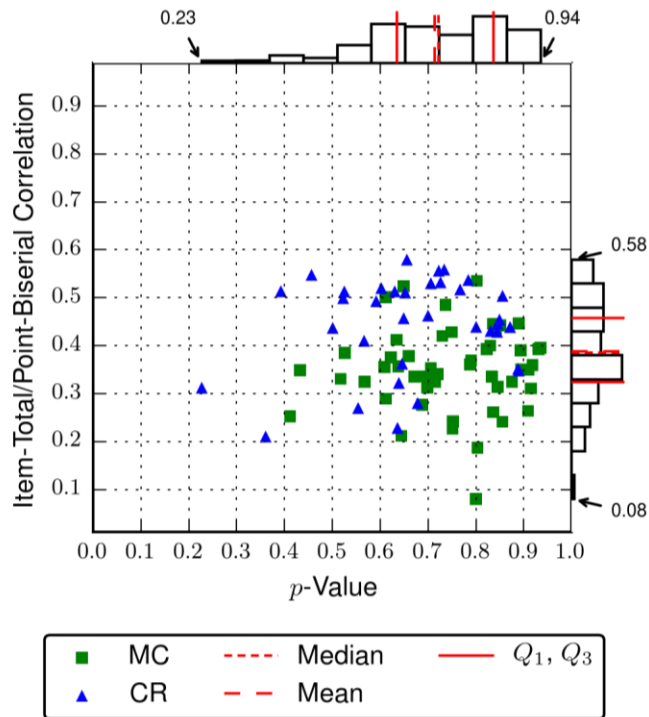 0.23
0.94
Item-Total/Point-Biserial Correlation
0.9
0.8
0.7
0.6
0.5
0.4
0.3
0.2
0.1
0.58
0.08
0.0 0.1 0.2 0.3 0.4 0.5 0.6 0.7 0.8 0.9 1.0
p-Value
MC Median Q1, Q3
CR Mean